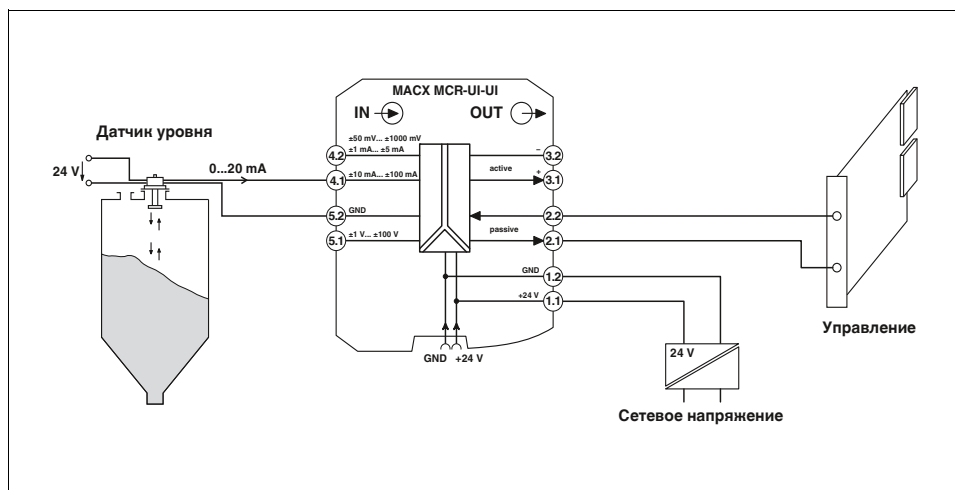 MACX MCR-UI-UI
IN
OUT
Датчик уровня
24 V
0...20 mA
±50 mV... ±1000 mV
4.2
±1 mA... ±5 mA
4.1
±10 mA... ±100 mA
5.2
GND
5.1
±1 V... ±100 V
–
3.2
active
+
3.1
2.2
passive
2.1
GND
1.2
+24 V
1.1
GND +24 V
24 V
Сетевое напряжение
Управление